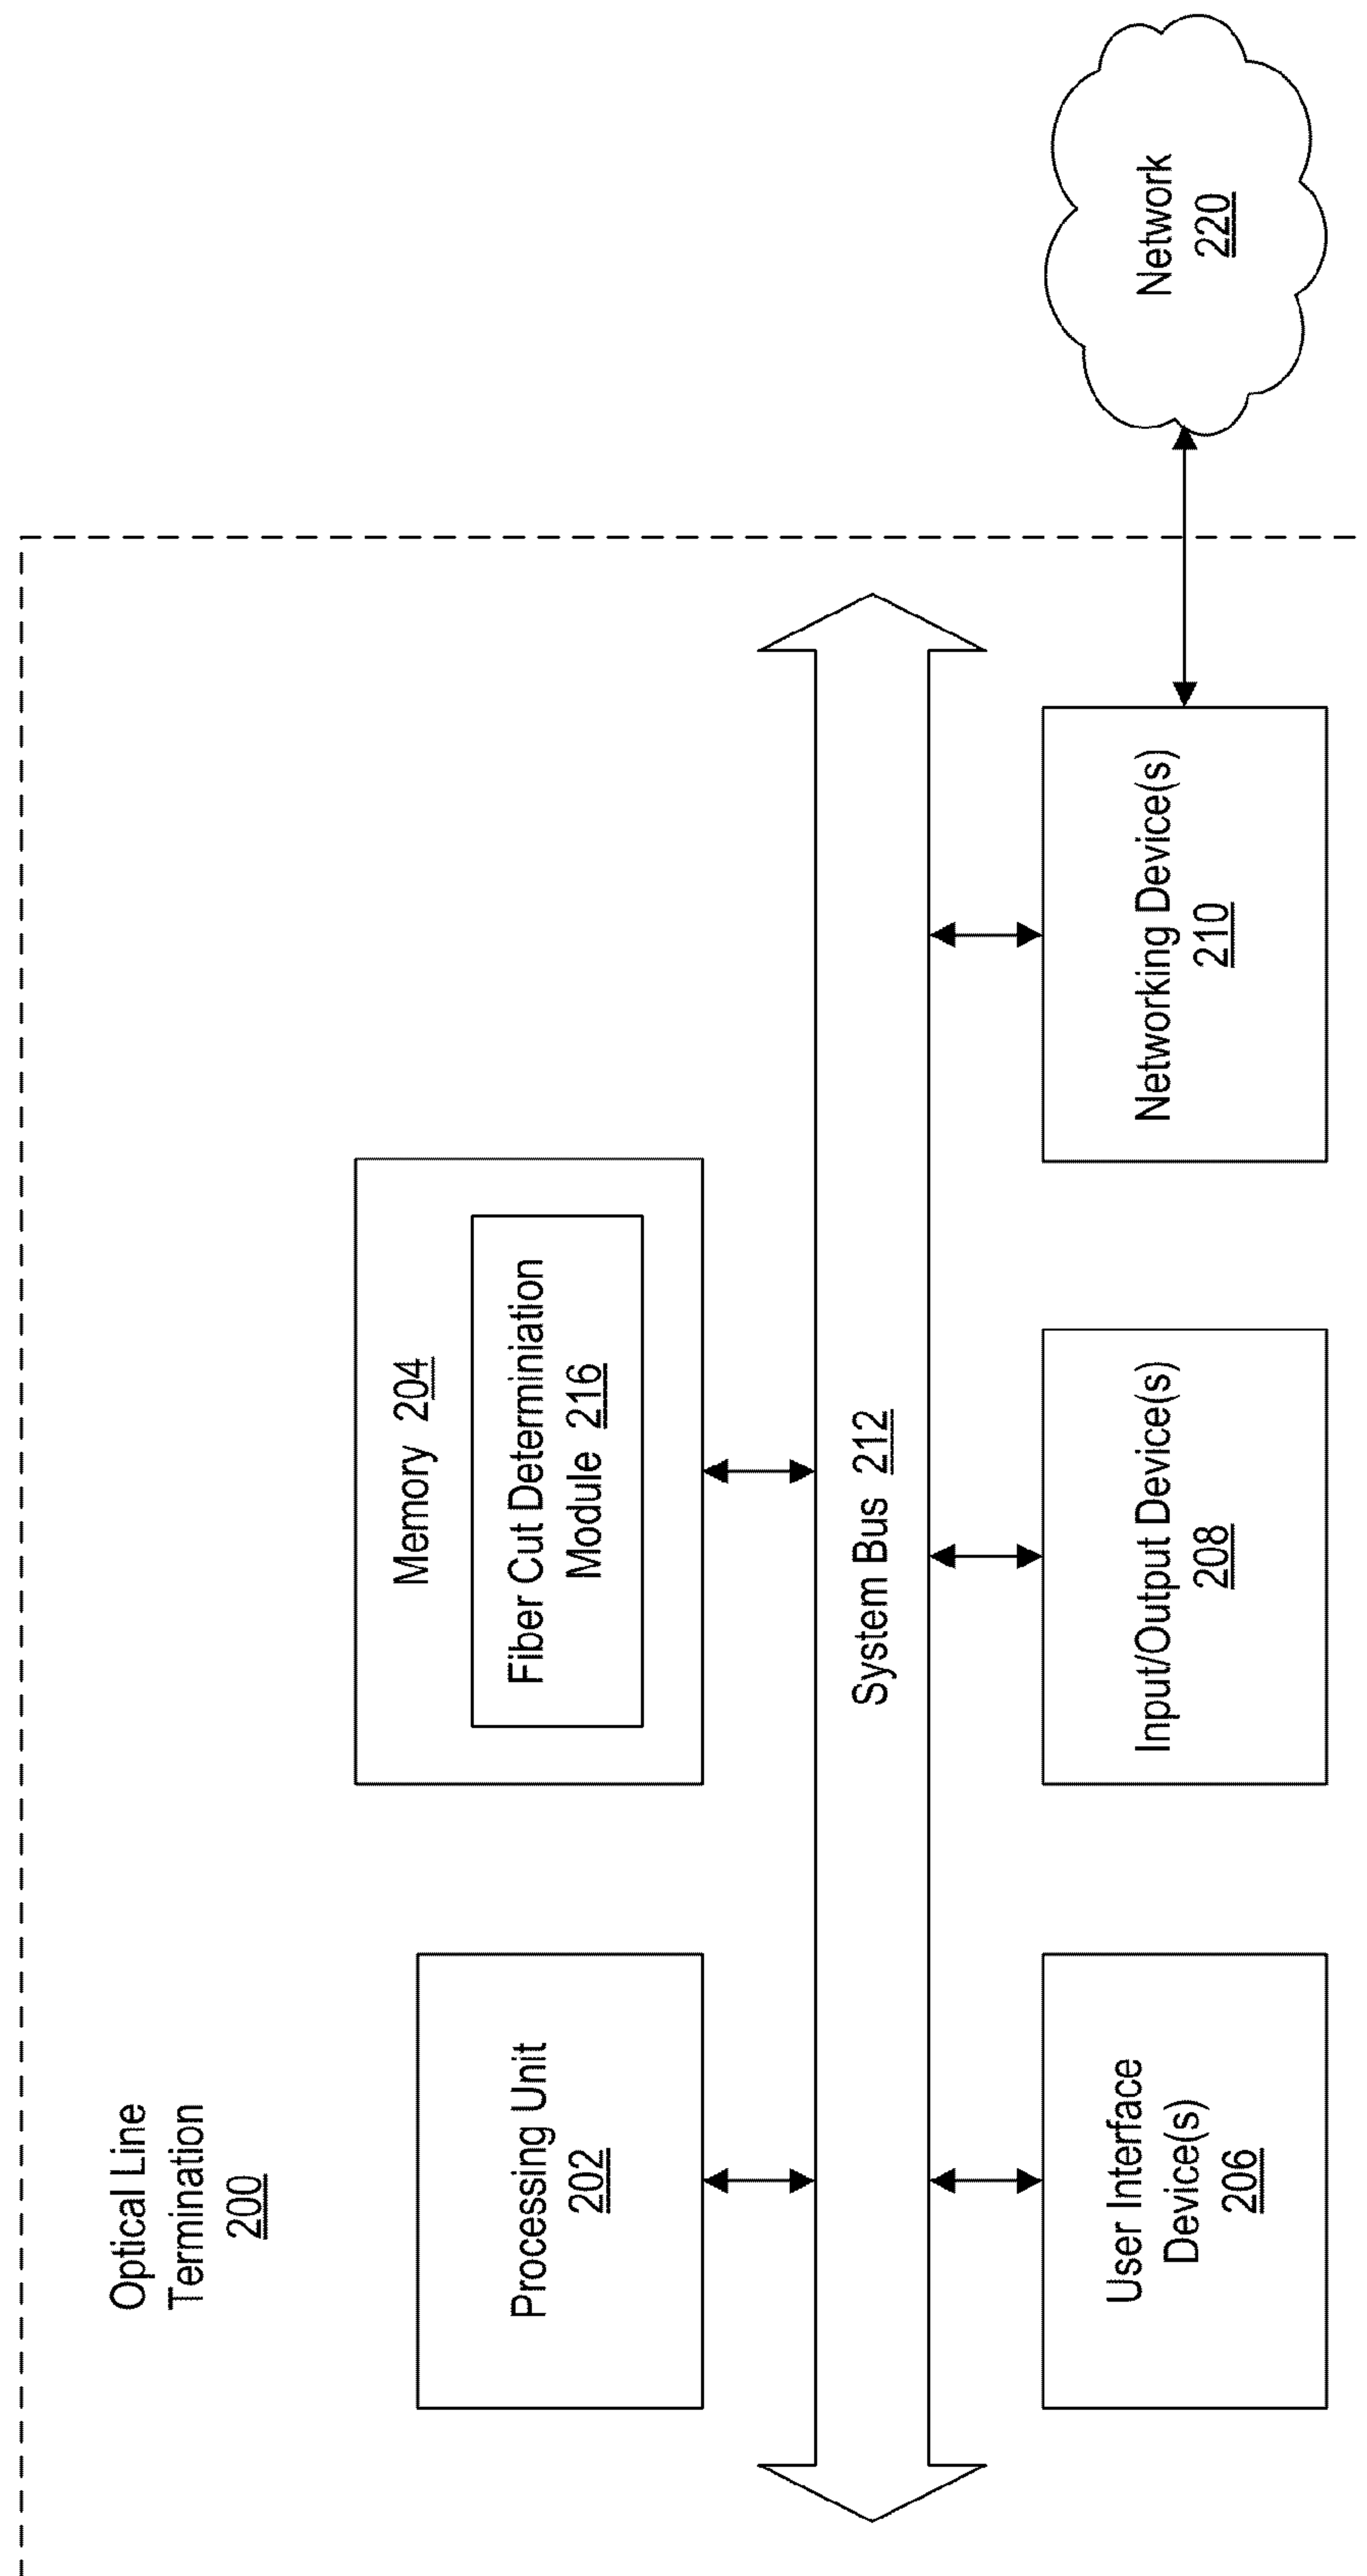 Optical Line
Termination
200
Processing Unit
202
Memory 204
Fiber Cut Determiniation
Module 216
System Bus 212
User Interface
Device(s)
206
Input/Output Device(s)
208
Networking Device(s)
210
Network
220